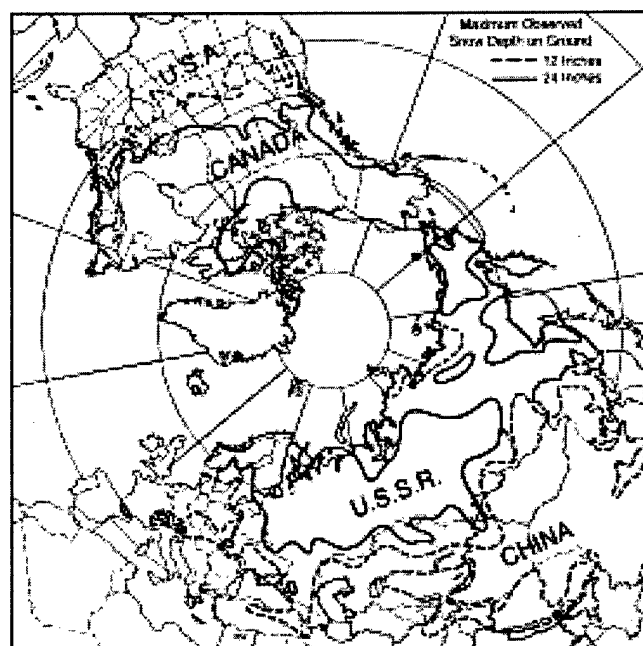 Maximum Observed
Snow Depth on Ground
12 Inches
24 Inches
U.S.A.
CANADA
U.S.S.R.
CHINA